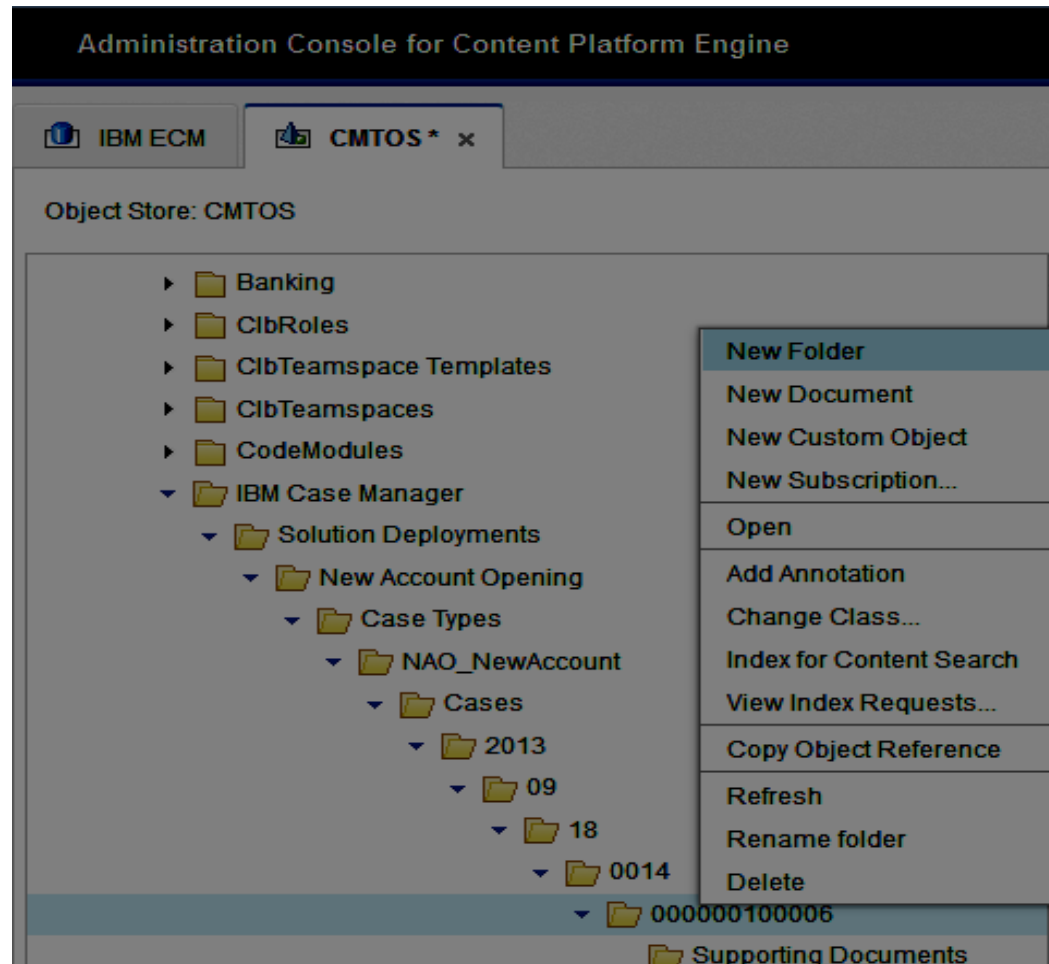 Administration Console for Content Platform Engine
IBM ECM
CMTOS *
Object Store: CMTOS
Banking
ClbRoles
ClbTeamspace Templates
ClbTeamspaces
CodeModules
IBM Case Manager
Solution Deployments
New Account Opening
Case Types
NAO_NewAccount
Cases
2013
09
18
0014
000000100006
Supporting Documents
New Folder
New Document
New Custom Object
New Subscription...
Open
Add Annotation
Change Class...
Index for Content Search
View Index Requests...
Copy Object Reference
Refresh
Rename folder
Delete